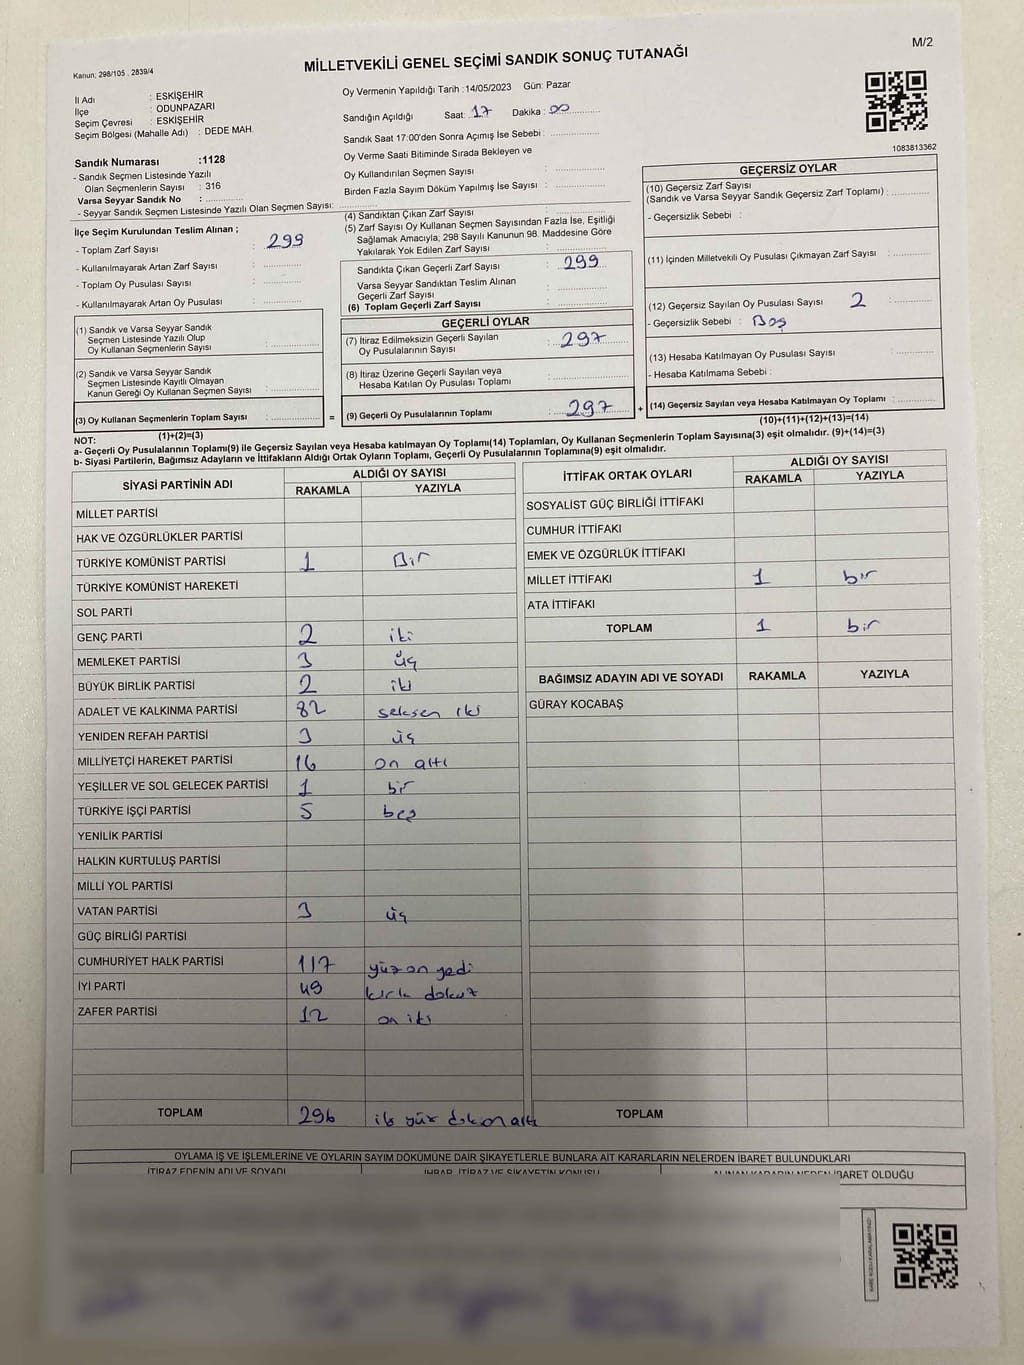 M/2
MİLLETVEKİLİ GENEL SEÇİMİ SANDIK SONUÇ TUTANAĞI
Kanun; 298/105 , 2839/4
İl Adı : ESKİŞEHİR
İlçe : ODUNPAZARI
Seçim Çevresi : ESKİŞEHİR
Seçim Bölgesi (Mahalle Adı) : DEDE MAH.
Sandık Numarası :1128
- Sandık Seçmen Listesinde Yazılı
Olan Seçmenlerin Sayısı : 316
Varsa Seyyar Sandık No :
- Seyyar Sandık Seçmen Listesinde Yazılı Olan Seçmen Sayısı:
Oy Vermenin Yapıldığı Tarih :14/05/2023 Gün: Pazar
Sandığın Açıldığı Saat: 17 Dakika : 00
Sandık Saat 17:00'den Sonra Açımış İse Sebebi :
Oy Verme Saati Bitiminde Sırada Bekleyen ve
Oy Kullandırılan Seçmen Sayısı :
Birden Fazla Sayım Döküm Yapılmış İse Sayısı :
1083813362
İlçe Seçim Kurulundan Teslim Alınan ;
- Toplam Zarf Sayısı : 299
- Kullanılmayarak Artan Zarf Sayısı :
- Toplam Oy Pusulası Sayısı :
- Kullanılmayarak Artan Oy Pusulası :
(1) Sandık ve Varsa Seyyar Sandık
Seçmen Listesinde Yazılı Olup
Oy Kullanan Seçmenlerin Sayısı :
(2) Sandık ve Varsa Seyyar Sandık
Seçmen Listesinde Kayıtlı Olmayan
Kanun Gereği Oy Kullanan Seçmen Sayısı :
(3) Oy Kullanan Seçmenlerin Toplam Sayısı :
(1)+(2)=(3)
(4) Sandıktan Çıkan Zarf Sayısı
(5) Zarf Sayısı Oy Kullanan Seçmen Sayısından Fazla İse, Eşitliği
Sağlamak Amacıyla, 298 Sayılı Kanunun 98. Maddesine Göre
Yakılarak Yok Edilen Zarf Sayısı :
Sandıkta Çıkan Geçerli Zarf Sayısı : 299
Varsa Seyyar Sandıktan Teslim Alınan
Geçerli Zarf Sayısı :
(6) Toplam Geçerli Zarf Sayısı :
GEÇERLİ OYLAR
(7) İtiraz Edilmeksizin Geçerli Sayılan
Oy Pusulalarının Sayısı : 297
(8) İtiraz Üzerine Geçerli Sayılan veya
Hesaba Katılan Oy Pusulası Toplamı :
= (9) Geçerli Oy Pusulalarının Toplamı : 297 +
GEÇERSİZ OYLAR
(10) Geçersiz Zarf Sayısı
(Sandık ve Varsa Seyyar Sandık Geçersiz Zarf Toplamı) :
- Geçersizlik Sebebi :
(11) İçinden Milletvekili Oy Pusulası Çıkmayan Zarf Sayısı :
(12) Geçersiz Sayılan Oy Pusulası Sayısı : 2
- Geçersizlik Sebebi : Boş
(13) Hesaba Katılmayan Oy Pusulası Sayısı :
- Hesaba Katılmama Sebebi :
(14) Geçersiz Sayılan veya Hesaba Katılmayan Oy Toplamı :
(10)+(11)+(12)+(13)=(14)
NOT:
a- Geçerli Oy Pusulalarının Toplamı(9) ile Geçersiz Sayılan veya Hesaba katılmayan Oy Toplamı(14) Toplamları, Oy Kullanan Seçmenlerin Toplam Sayısına(3) eşit olmalıdır. (9)+(14)=(3)
b- Siyasi Partilerin, Bağımsız Adayların ve İttifakların Aldığı Ortak Oyların Toplamı, Geçerli Oy Pusulalarının Toplamına(9) eşit olmalıdır.
SİYASİ PARTİNİN ADI ALDIĞI OY SAYISI
RAKAMLA YAZIYLA
MİLLET PARTİSİ
HAK VE ÖZGÜRLÜKLER PARTİSİ
TÜRKİYE KOMÜNİST PARTİSİ 1 Bir
TÜRKİYE KOMÜNİST HAREKETİ
SOL PARTİ
GENÇ PARTİ 2 iki
MEMLEKET PARTİSİ 3 üç
BÜYÜK BİRLİK PARTİSİ 2 iki
ADALET VE KALKINMA PARTİSİ 82 seksen iki
YENİDEN REFAH PARTİSİ 3 üç
MİLLİYETÇİ HAREKET PARTİSİ 16 on altı
YEŞİLLER VE SOL GELECEK PARTİSİ 1 bir
TÜRKİYE İŞÇİ PARTİSİ 5 beş
YENİLİK PARTİSİ
HALKIN KURTULUŞ PARTİSİ
MİLLİ YOL PARTİSİ
VATAN PARTİSİ 3 üç
GÜÇ BİRLİĞİ PARTİSİ
CUMHURİYET HALK PARTİSİ 117 yüz on yedi
İYİ PARTİ 49 kırk dokuz
ZAFER PARTİSİ 12 on iki
TOPLAM 296 iki yüz doksan altı
İTTİFAK ORTAK OYLARI ALDIĞI OY SAYISI
RAKAMLA YAZIYLA
SOSYALİST GÜÇ BİRLİĞİ İTTİFAKI
CUMHUR İTTİFAKI
EMEK VE ÖZGÜRLÜK İTTİFAKI
MİLLET İTTİFAKI 1 bir
ATA İTTİFAKI
TOPLAM 1 bir
BAĞIMSIZ ADAYIN ADI VE SOYADI RAKAMLA YAZIYLA
GÜRAY KOCABAŞ
TOPLAM
OYLAMA İŞ VE İŞLEMLERİNE VE OYLARIN SAYIM DÖKÜMÜNE DAİR ŞİKAYETLERLE BUNLARA AİT KARARLARIN NELERDEN İBARET BULUNDUKLARI
İTİRAZ EDENİN ADI VE SOYADI İHBAR, İTİRAZ VE ŞİKAYETİN KONUSU ALINAN KARARIN NEDEN İBARET OLDUĞU